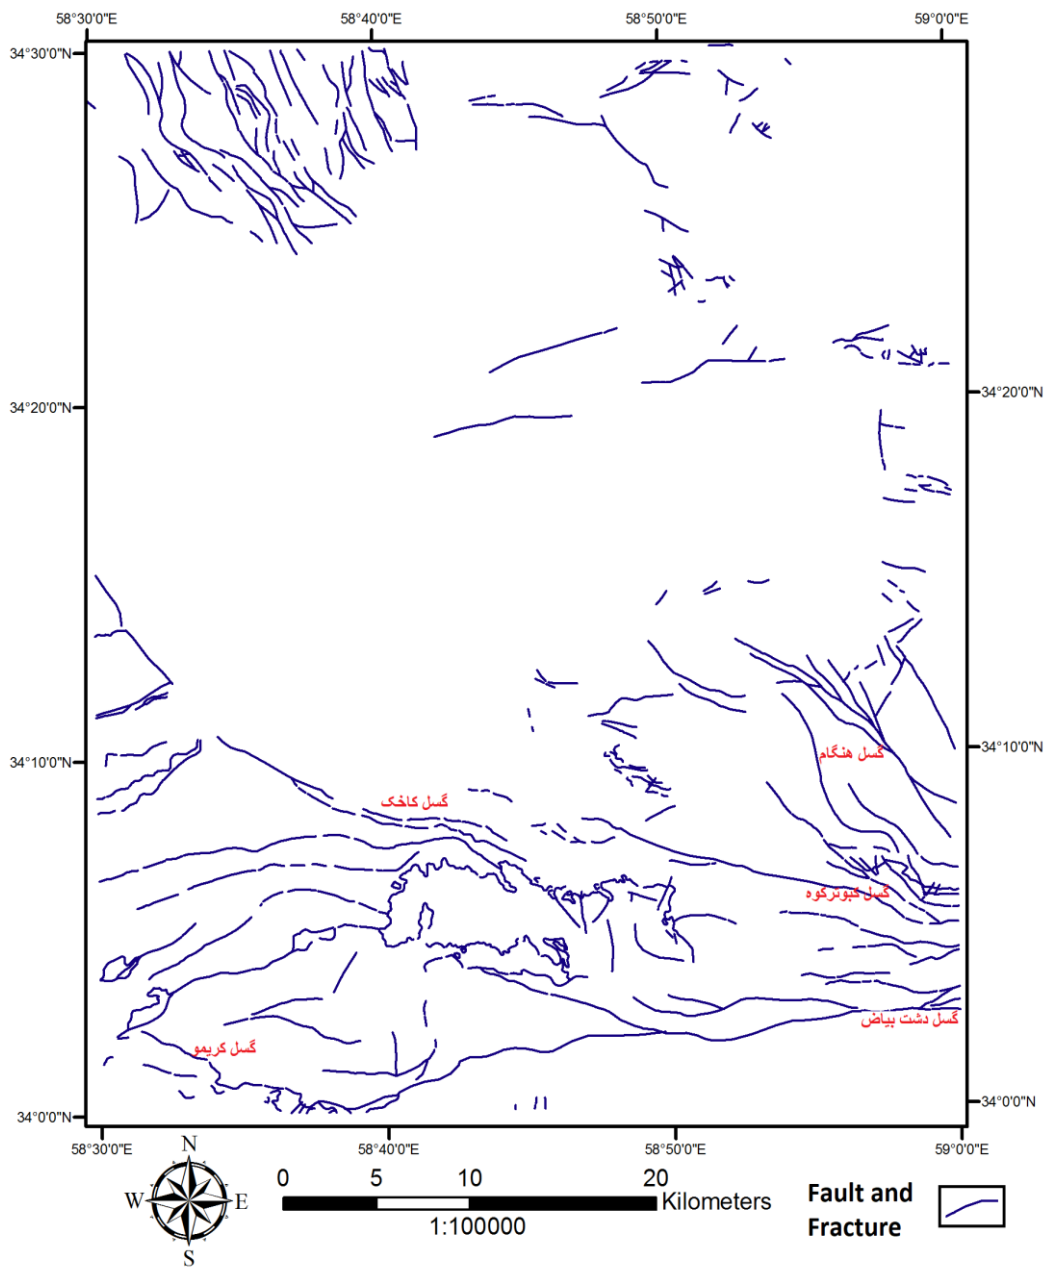 58°30'0"E 58°40'0"E 58°50'0"E 59°0'0"E
34°30'0"N
34°20'0"N
34°20'0"N
34°10'0"N
گسل هنگام
34°10'0"N
گسل کاخک
گسل کبوترکوه
گسل دشت بیاض
گسل کریمو
34°0'0"N
34°0'0"N
58°30'0"E 58°40'0"E 58°50'0"E 59°0'0"E
N
W E
S
0 5 10 20
Kilometers
1:100000
Fault and
Fracture